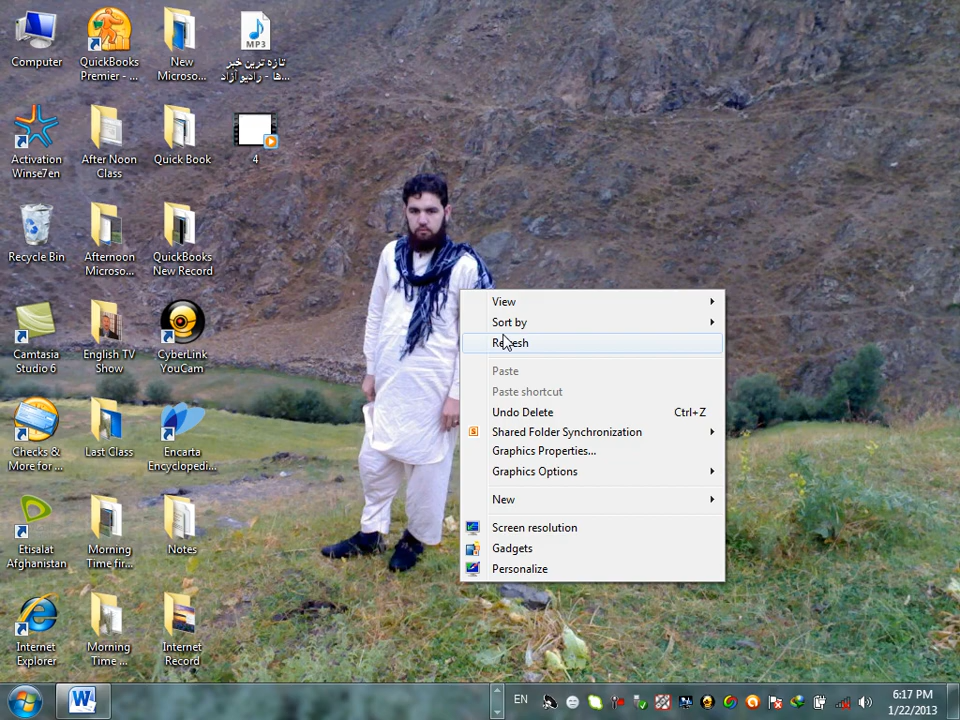 Computer
QuickBooks
Premier - ...
New
Microso...
تازه ترین خبر
ها - رادیو آزاد...
MP3
Activation
Winse7en
After Noon
Class
Quick Book
4
Recycle Bin
Afternoon
Microso...
QuickBooks
New Record
Camtasia
Studio 6
English TV
Show
CyberLink
YouCam
Checks &
More for ...
Last Class
Encarta
Encyclopedi...
Etisalat
Afghanistan
Morning
Time fir...
Notes
Internet
Explorer
Morning
Time ...
Internet
Record
View
Sort by
Refresh
Paste
Paste shortcut
Undo Delete Ctrl+Z
Shared Folder Synchronization
Graphics Properties...
Graphics Options
New
Screen resolution
Gadgets
Personalize
W
EN
6:17 PM
1/22/2013